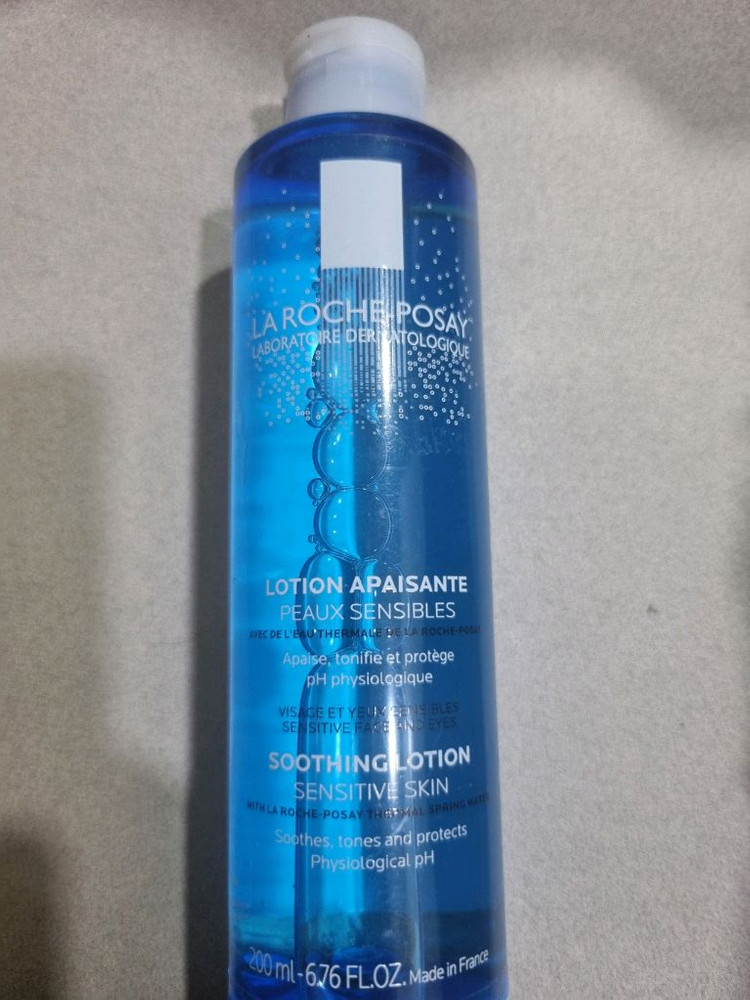 LA ROCHE-POSAY
LABORATOIRE DERMATOLOGIQUE
LOTION APAISANTE
PEAUX SENSIBLES
AVEC DE L'EAU THERMALE DE LA ROCHE-POSAY
Apaise, tonifie et protège
pH physiologique
VISAGE ET YEUX SENSIBLES
SENSITIVE FACE AND EYES
SOOTHING LOTION
SENSITIVE SKIN
WITH LA ROCHE-POSAY THERMAL SPRING WATER
Soothes, tones and protects
Physiological pH
200 ml - 6.76 FL.OZ. Made in France